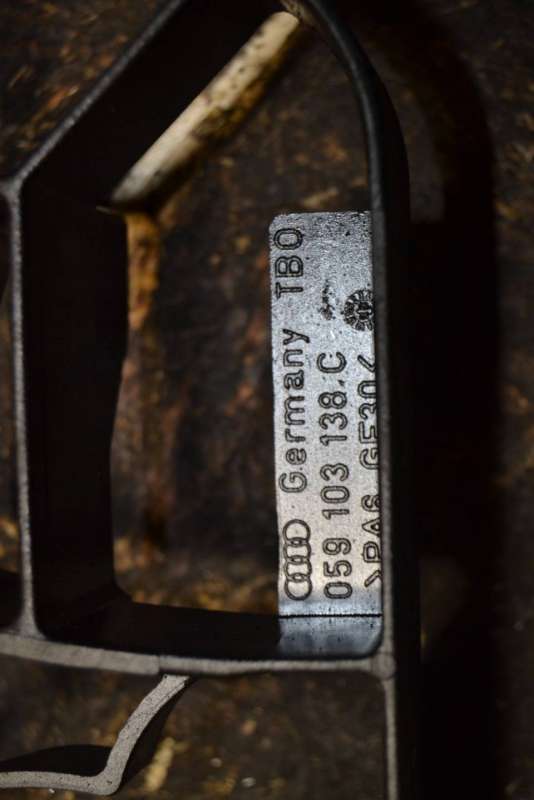 Germany TBO
059 103 138.C
>PA6 GF30<